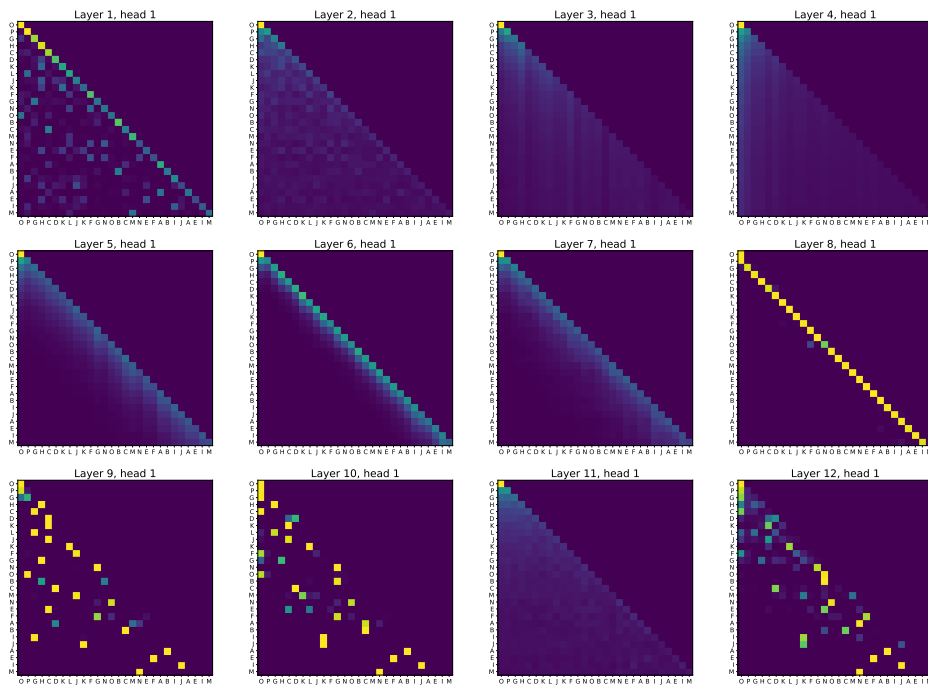 Layer 1, head 1
O P G H C D K L J K F G N O B C M N E F A B I J A E I M
O P G H C D K L J K F G N O B C M N E F A B I J A E I M
Layer 2, head 1
O P G H C D K L J K F G N O B C M N E F A B I J A E I M
O P G H C D K L J K F G N O B C M N E F A B I J A E I M
Layer 3, head 1
O P G H C D K L J K F G N O B C M N E F A B I J A E I M
O P G H C D K L J K F G N O B C M N E F A B I J A E I M
Layer 4, head 1
O P G H C D K L J K F G N O B C M N E F A B I J A E I M
O P G H C D K L J K F G N O B C M N E F A B I J A E I M
Layer 5, head 1
O P G H C D K L J K F G N O B C M N E F A B I J A E I M
O P G H C D K L J K F G N O B C M N E F A B I J A E I M
Layer 6, head 1
O P G H C D K L J K F G N O B C M N E F A B I J A E I M
O P G H C D K L J K F G N O B C M N E F A B I J A E I M
Layer 7, head 1
O P G H C D K L J K F G N O B C M N E F A B I J A E I M
O P G H C D K L J K F G N O B C M N E F A B I J A E I M
Layer 8, head 1
O P G H C D K L J K F G N O B C M N E F A B I J A E I M
O P G H C D K L J K F G N O B C M N E F A B I J A E I M
Layer 9, head 1
O P G H C D K L J K F G N O B C M N E F A B I J A E I M
O P G H C D K L J K F G N O B C M N E F A B I J A E I M
Layer 10, head 1
O P G H C D K L J K F G N O B C M N E F A B I J A E I M
O P G H C D K L J K F G N O B C M N E F A B I J A E I M
Layer 11, head 1
O P G H C D K L J K F G N O B C M N E F A B I J A E I M
O P G H C D K L J K F G N O B C M N E F A B I J A E I M
Layer 12, head 1
O P G H C D K L J K F G N O B C M N E F A B I J A E I M
O P G H C D K L J K F G N O B C M N E F A B I J A E I M